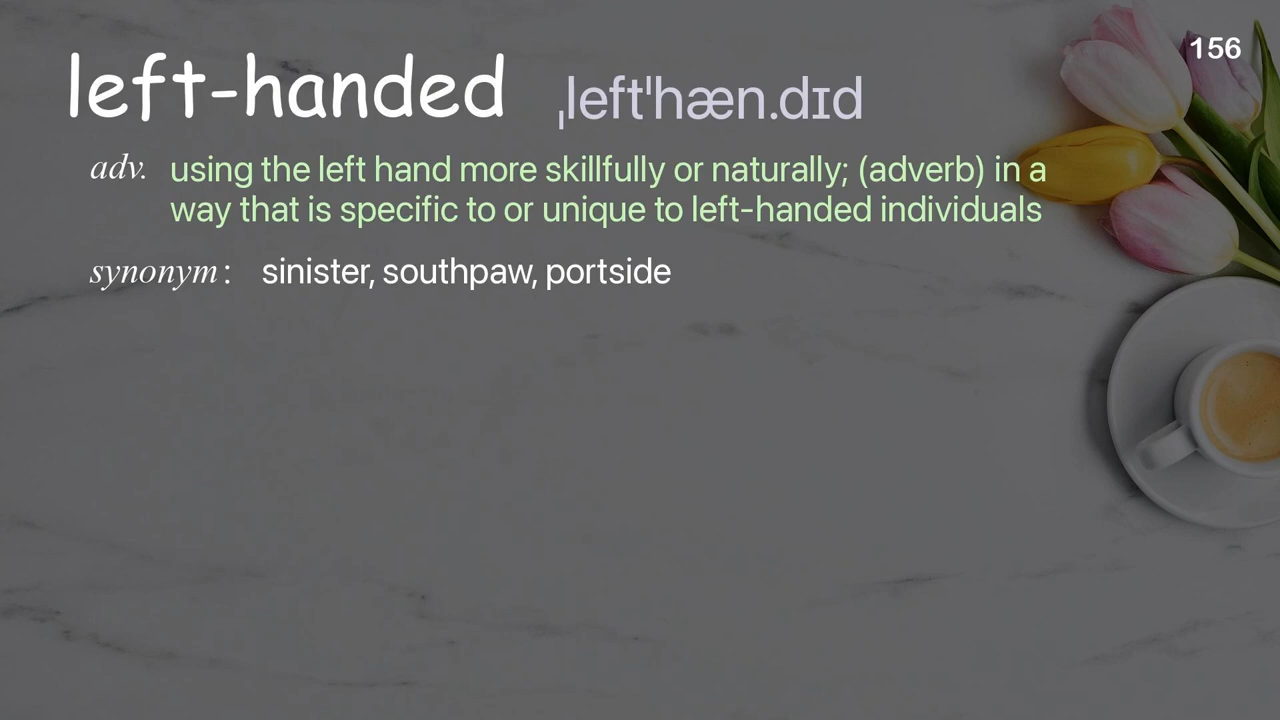 156
left-handed ˌleftˈhæn.dɪd
adv. using the left hand more skillfully or naturally; (adverb) in a
way that is specific to or unique to left-handed individuals
synonym: sinister, southpaw, portside